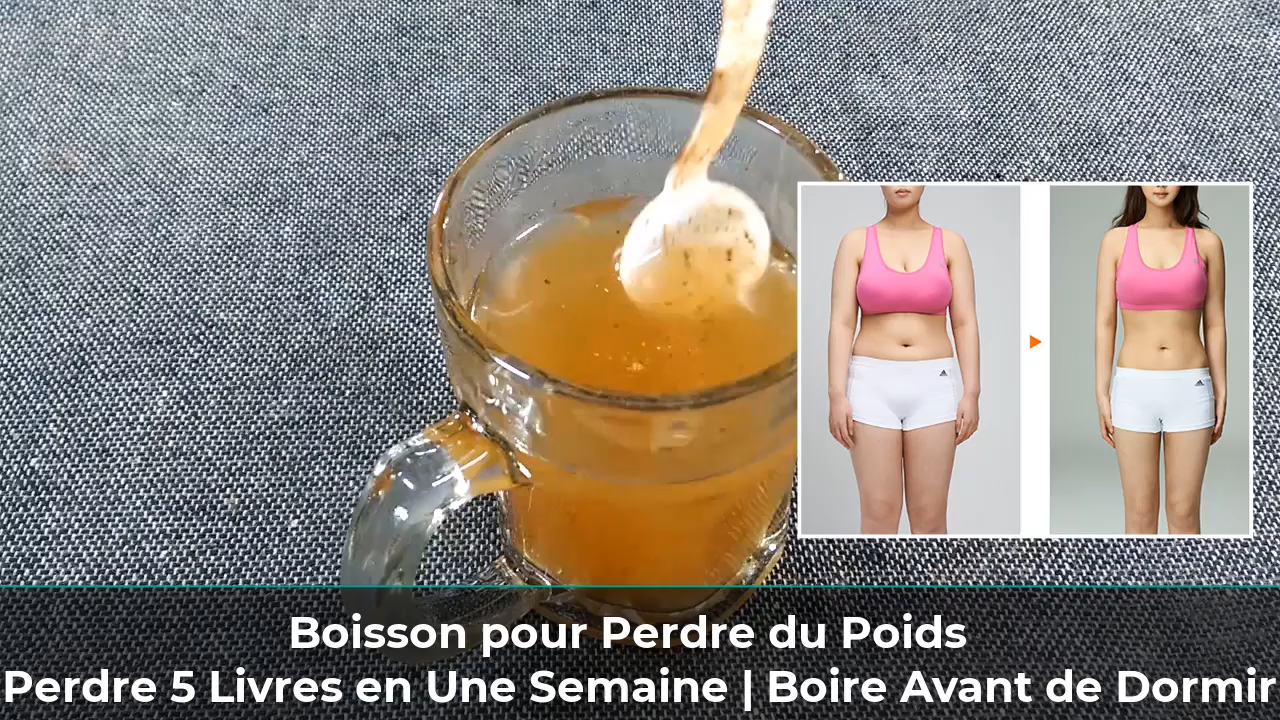 Boisson pour Perdre du Poids
Perdre 5 Livres en Une Semaine | Boire Avant de Dormir